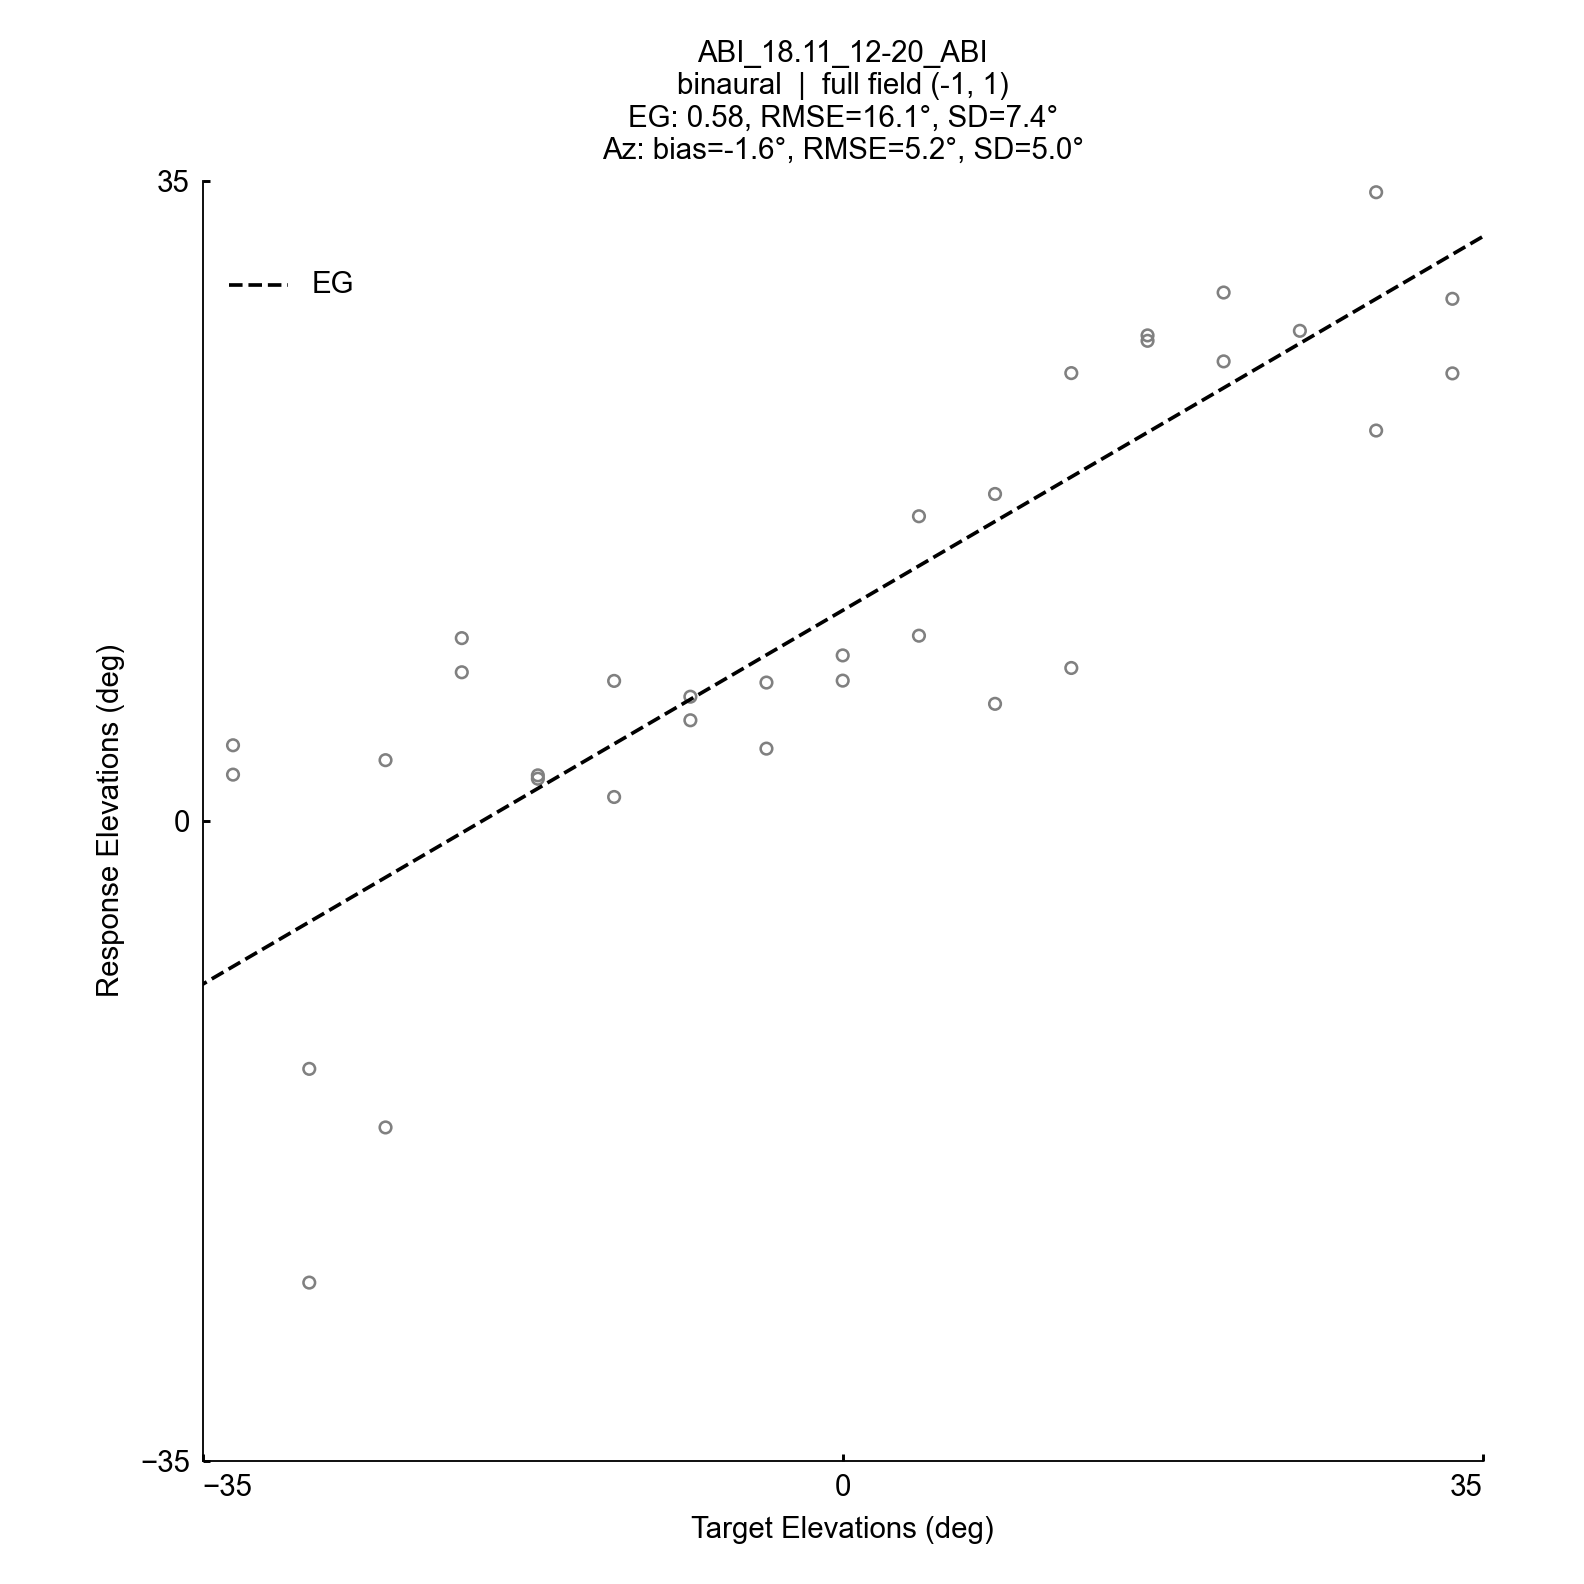 ABI_18.11_12-20_ABI
binaural | full field (-1, 1)
EG: 0.58, RMSE=16.1°, SD=7.4°
Az: bias=-1.6°, RMSE=5.2°, SD=5.0°
35
EG
Response Elevations (deg)
0
−35
−35
0
35
Target Elevations (deg)